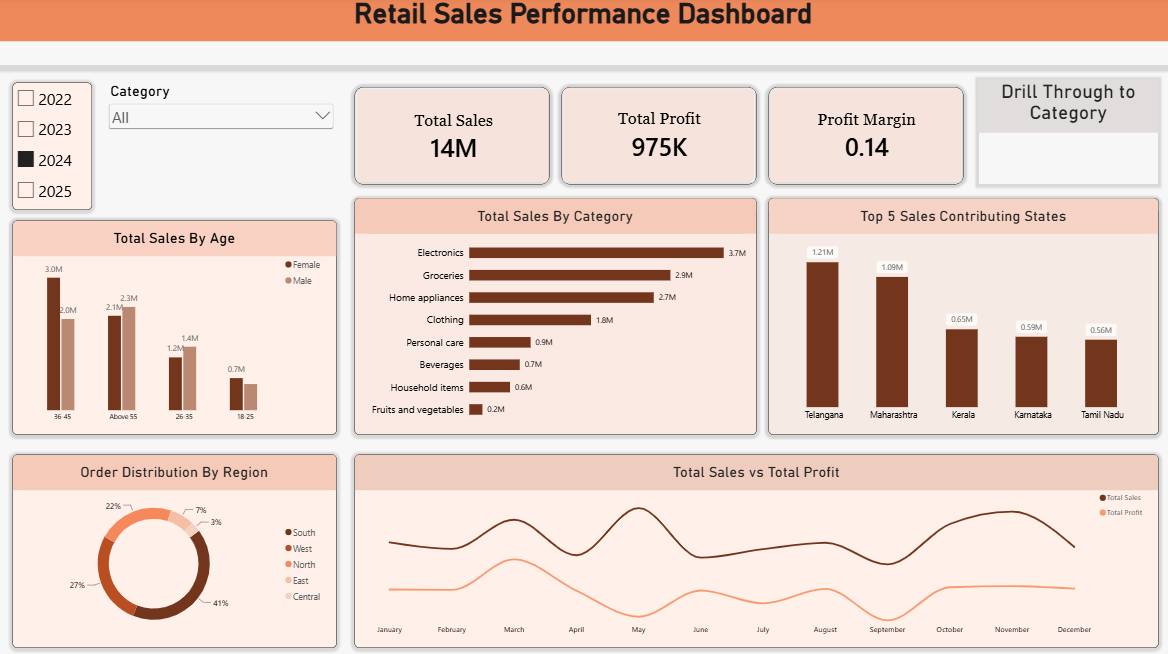 Retail Sales Performance Dashboard
2022
2023
2024
2025
Category
All
Total Sales
14M
Total Profit
975K
Profit Margin
0.14
Drill Through to
Category
Total Sales By Age
Female
Male
3.0M
2.0M
2.1M
2.3M
1.2M
1.4M
0.7M
36-45
Above 55
26-35
18-25
Total Sales By Category
Electronics 3.7M
Groceries 2.9M
Home appliances 2.7M
Clothing 1.8M
Personal care 0.9M
Beverages 0.7M
Household items 0.6M
Fruits and vegetables 0.2M
Top 5 Sales Contributing States
1.21M
1.09M
0.65M
0.59M
0.56M
Telangana
Maharashtra
Kerala
Karnataka
Tamil Nadu
Order Distribution By Region
22%
7%
3%
27%
41%
South
West
North
East
Central
Total Sales vs Total Profit
Total Sales
Total Profit
January
February
March
April
May
June
July
August
September
October
November
December